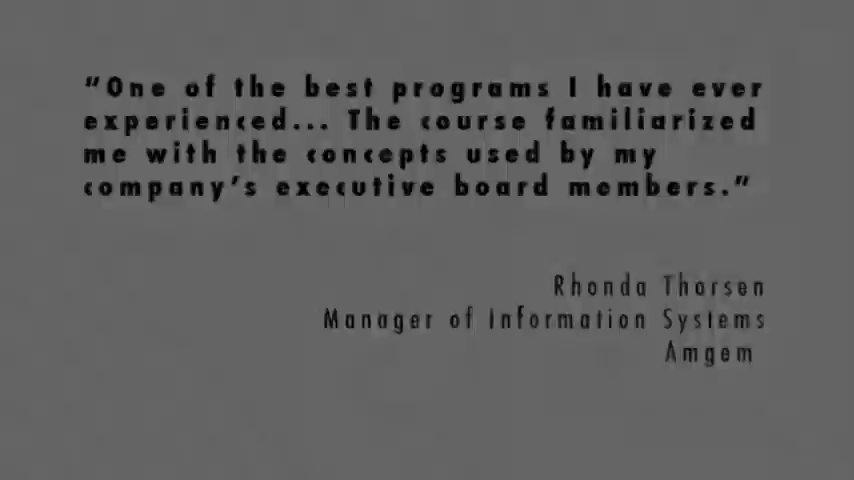 "One of the best programs I have ever
experienced... The course familiarized
me with the concepts used by my
company's executive board members."
Rhonda Thorsen
Manager of Information Systems
Amgem